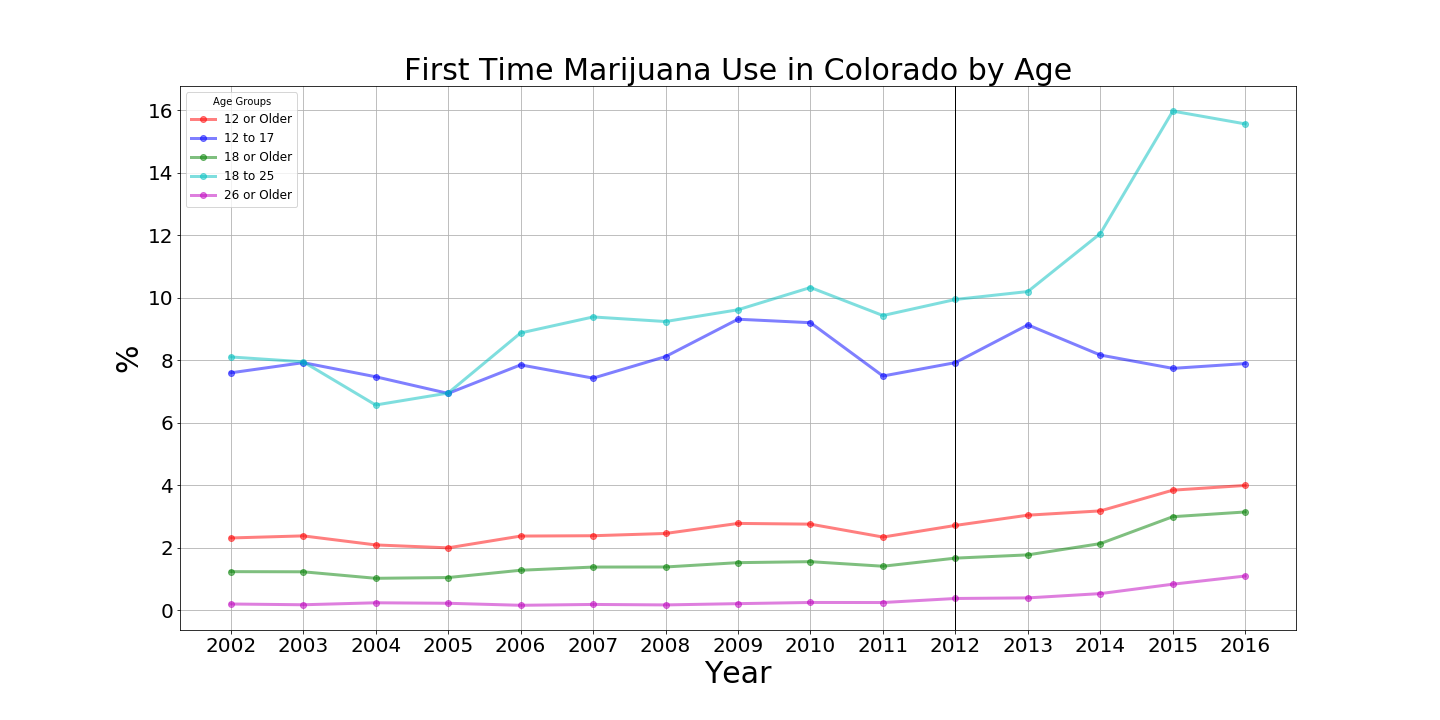 First Time Marijuana Use in Colorado by Age
Age Groups
12 or Older
12 to 17
18 or Older
18 to 25
26 or Older
16
14
12
10
8
6
4
2
0
%
2002 2003 2004 2005 2006 2007 2008 2009 2010 2011 2012 2013 2014 2015 2016
Year